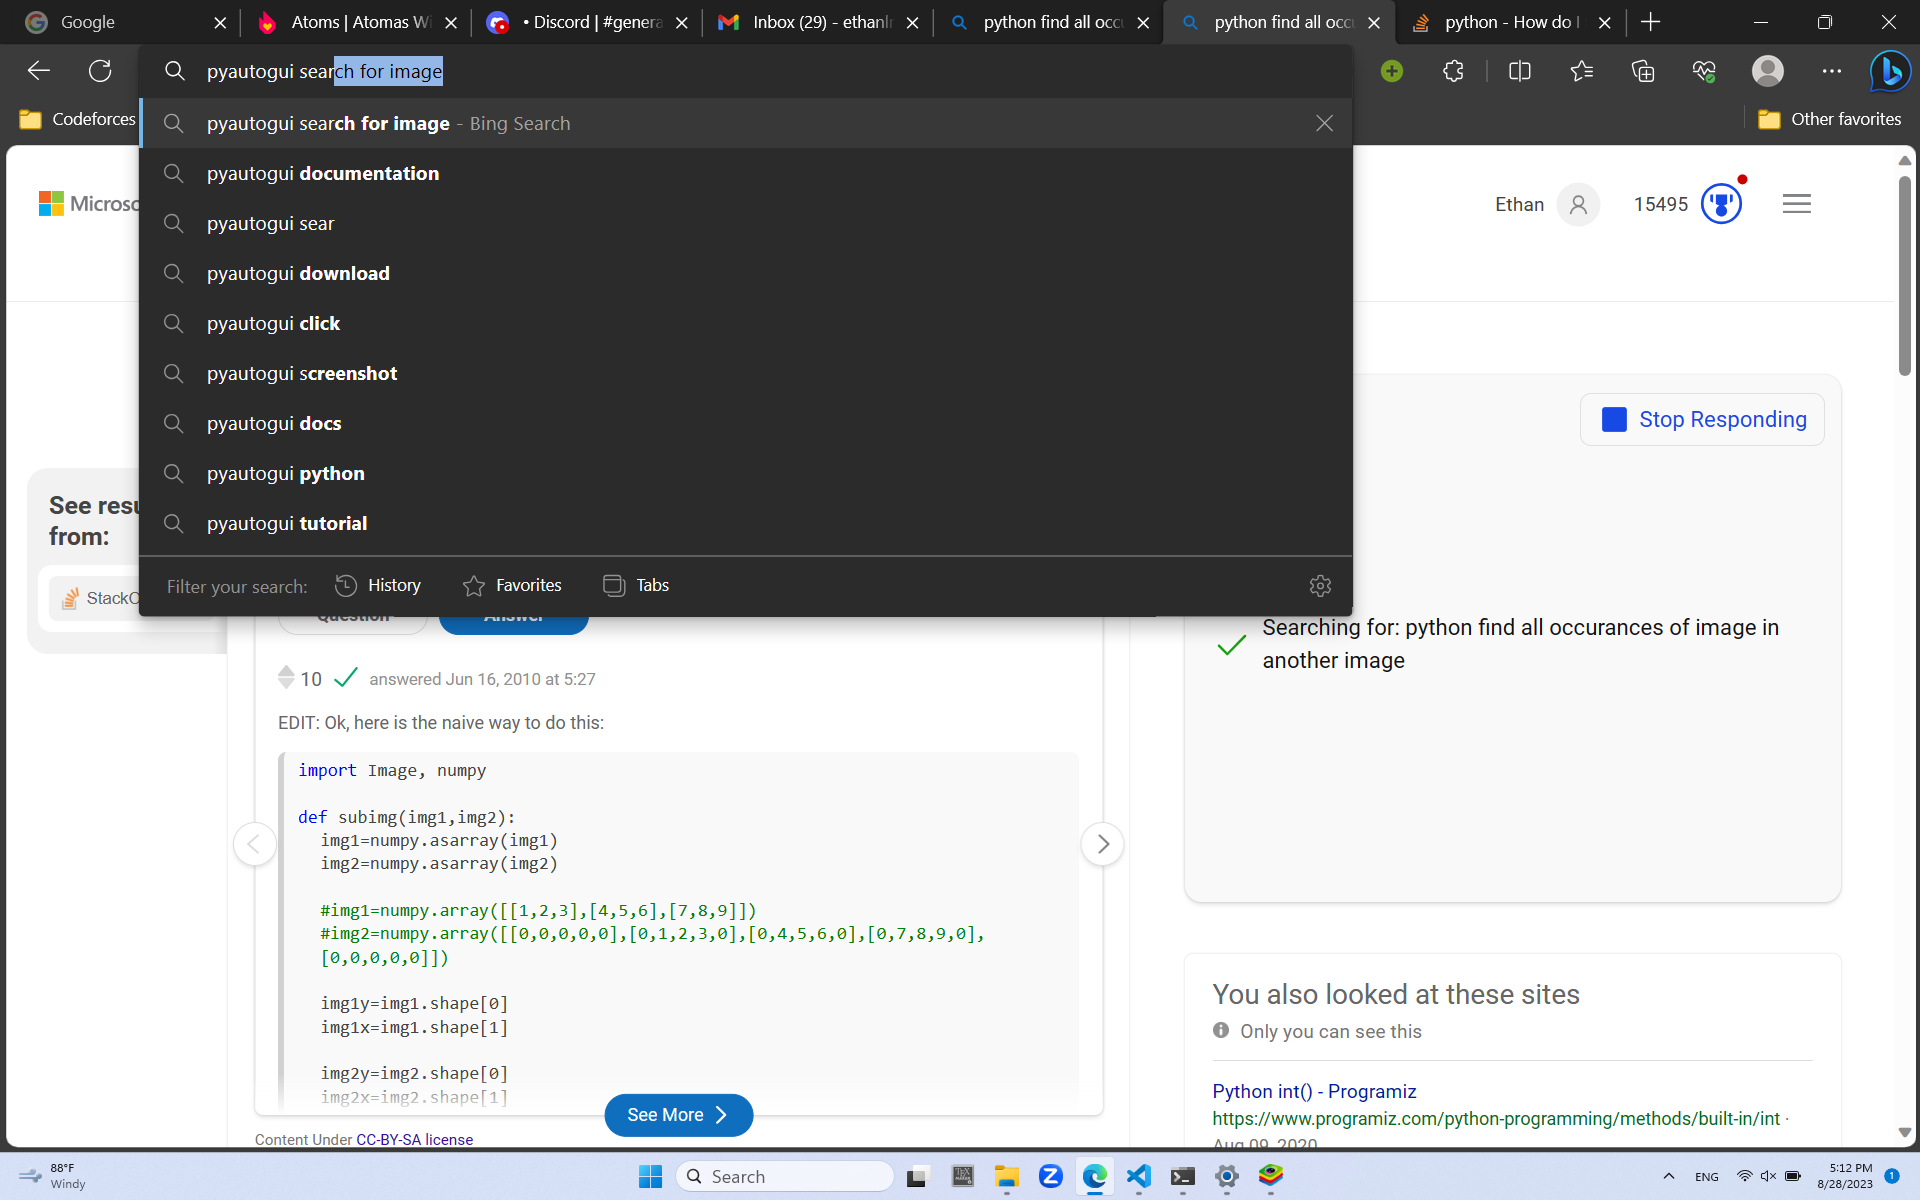 Google
Atoms | Atomas Wi
• Discord | #genera
Inbox (29) - ethanlr
python find all occu
python find all occu
python - How do I
pyautogui search for image
Codeforces
Other favorites
pyautogui search for image - Bing Search
pyautogui documentation
pyautogui sear
pyautogui download
pyautogui click
pyautogui screenshot
pyautogui docs
pyautogui python
pyautogui tutorial
Filter your search:
History
Favorites
Tabs
Microso
Ethan
15495
See resu
from:
StackO
Stop Responding
Searching for: python find all occurances of image in
another image
Question
Answer
10
answered Jun 16, 2010 at 5:27
EDIT: Ok, here is the naive way to do this:
import Image, numpy
def subimg(img1,img2):
img1=numpy.asarray(img1)
img2=numpy.asarray(img2)
#img1=numpy.array([[1,2,3],[4,5,6],[7,8,9]])
#img2=numpy.array([[0,0,0,0,0],[0,1,2,3,0],[0,4,5,6,0],[0,7,8,9,0],
[0,0,0,0,0]])
img1y=img1.shape[0]
img1x=img1.shape[1]
img2y=img2.shape[0]
img2x=img2.shape[1]
See More
Content Under CC-BY-SA license
You also looked at these sites
Only you can see this
Python int() - Programiz
https://www.programiz.com/python-programming/methods/built-in/int ·
Aug 09, 2020
88°F
Windy
Search
ENG
5:12 PM
8/28/2023
1